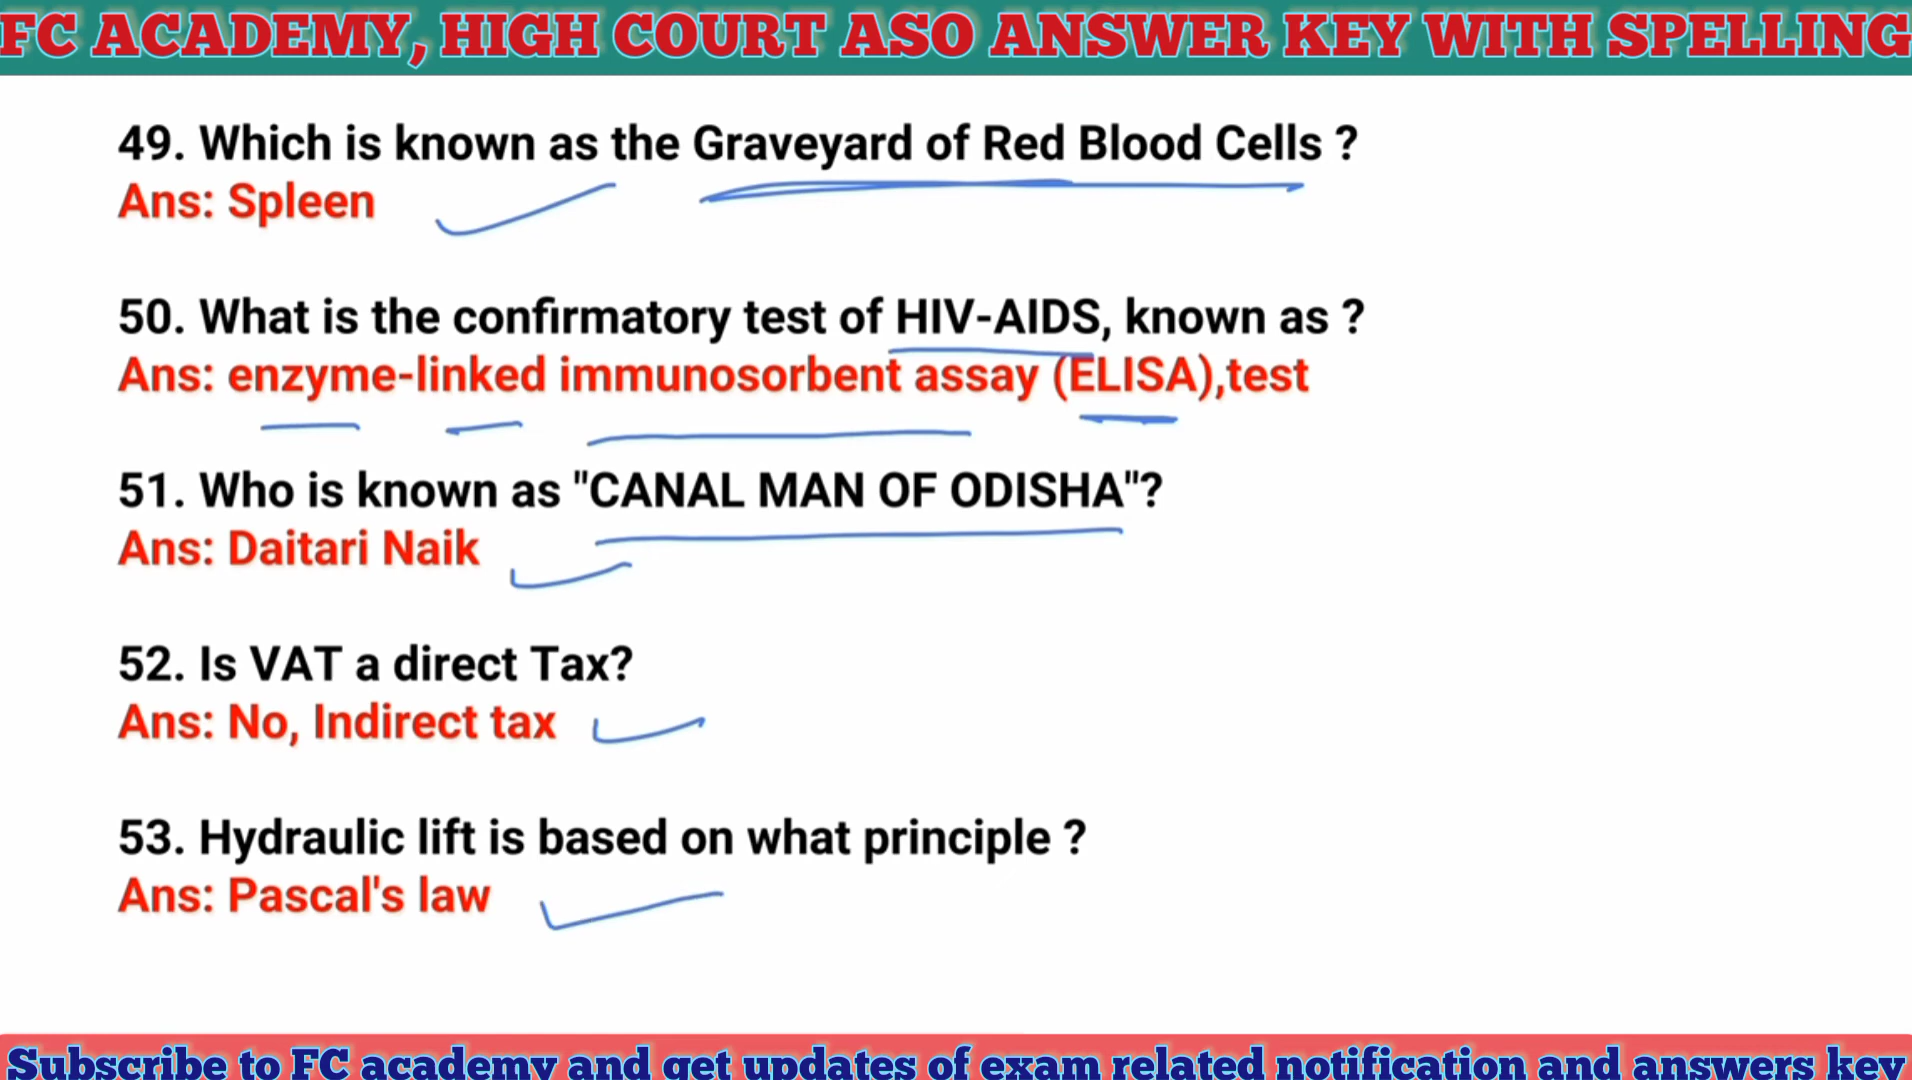 FC ACADEMY, HIGH COURT ASO ANSWER KEY WITH SPELLING
49. Which is known as the Graveyard of Red Blood Cells ?
Ans: Spleen
50. What is the confirmatory test of HIV-AIDS, known as ?
Ans: enzyme-linked immunosorbent assay (ELISA),test
51. Who is known as "CANAL MAN OF ODISHA"?
Ans: Daitari Naik
52. Is VAT a direct Tax?
Ans: No, Indirect tax
53. Hydraulic lift is based on what principle ?
Ans: Pascal's law
Subscribe to FC academy and get updates of exam related notification and answers key